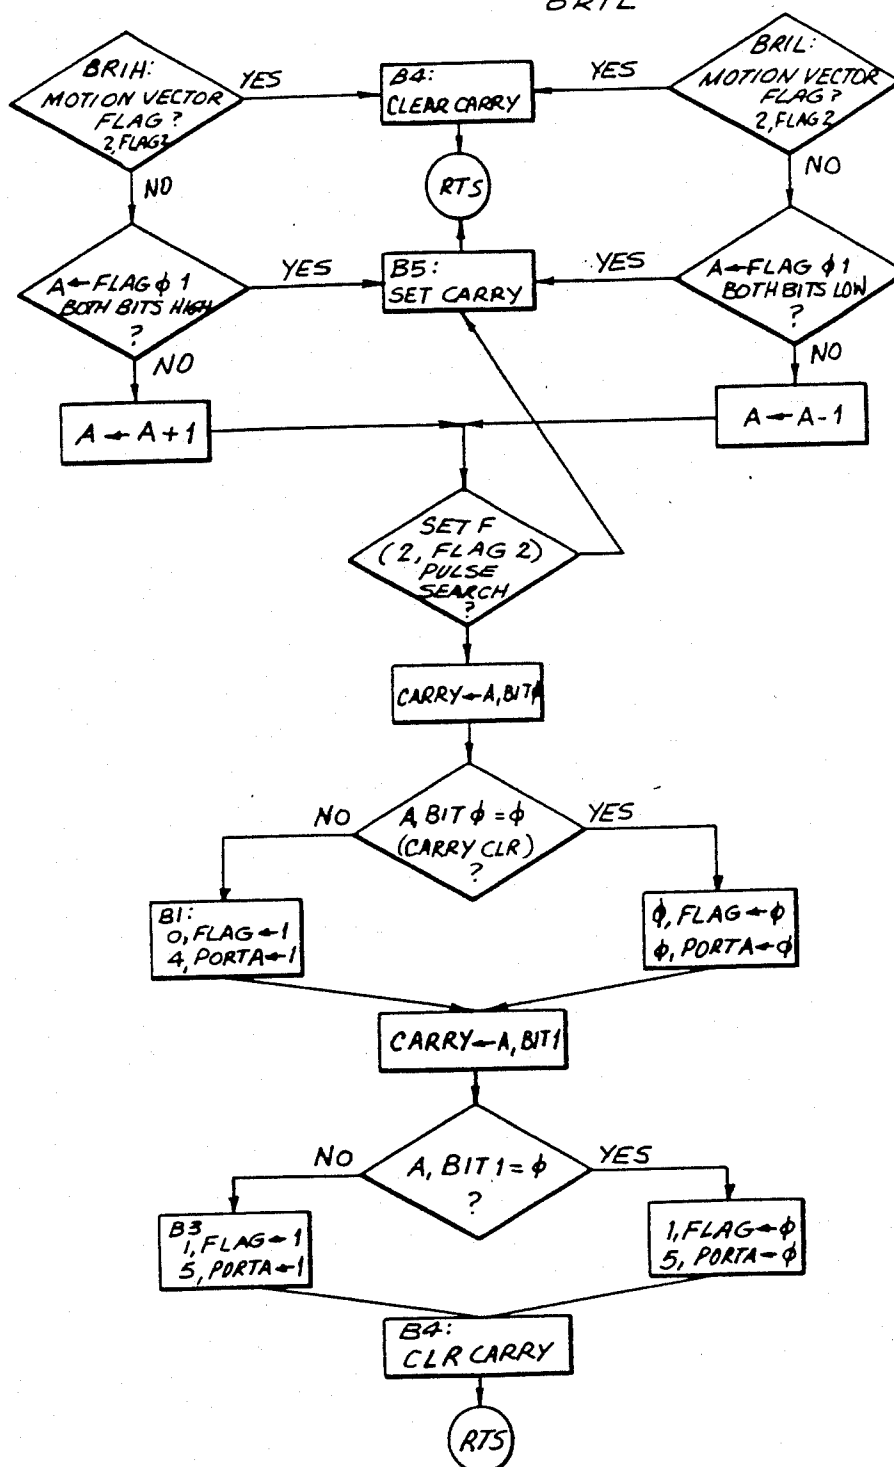 BRIL
BRIH:
MOTION VECTOR
FLAG?
2, FLAG2
YES
B4:
CLEAR CARRY
YES
BRIL:
MOTION VECTOR
FLAG?
2, FLAG 2
NO
RTS
NO
A←FLAG ϕ 1
BOTH BITS HIGH
?
YES
B5:
SET CARRY
YES
A←FLAG ϕ 1
BOTH BITS LOW
?
NO
NO
A ← A + 1
A ← A - 1
SET F
(2, FLAG 2)
PULSE
SEARCH
?
CARRY←A, BIT ϕ
NO
A, BIT ϕ = ϕ
(CARRY CLR)
?
YES
B1:
0, FLAG←1
4, PORTA←1
ϕ, FLAG←ϕ
ϕ, PORTA←ϕ
CARRY←A, BIT1
NO
A, BIT 1 = ϕ
?
YES
B3
1, FLAG←1
5, PORTA←1
1, FLAG←ϕ
5, PORTA←ϕ
B4:
CLR CARRY
RTS